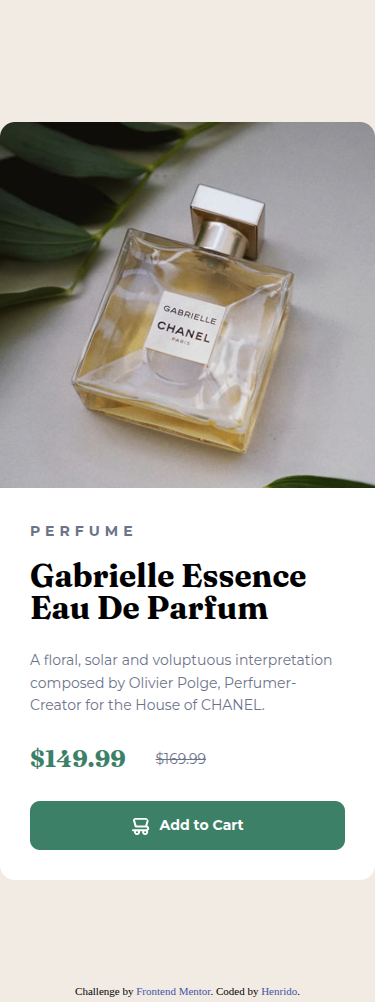 GABRIELLE
CHANEL
PARIS
PERFUME
Gabrielle Essence
Eau De Parfum
A floral, solar and voluptuous interpretation
composed by Olivier Polge, Perfumer-
Creator for the House of CHANEL.
$149.99 $169.99
Add to Cart
Challenge by Frontend Mentor. Coded by Henrido.